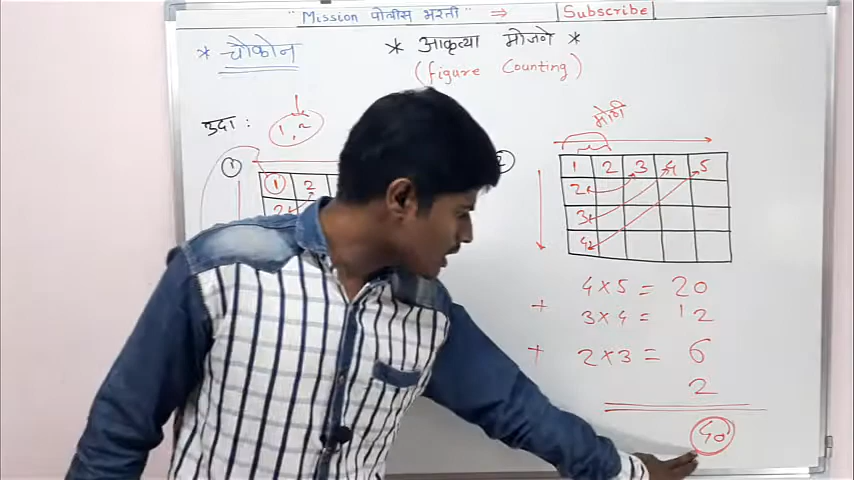 "Mission पोलीस भरती" → Subscribe
* चौकोन
* आकृत्या मोजणे *
(figure Counting)
उदा :
1, 2
मोठी
①
1 2
2
②
1 2 3 4 5
2
3
4
4×5 = 20
+ 3×4 = 12
+ 2×3 = 6
2
40